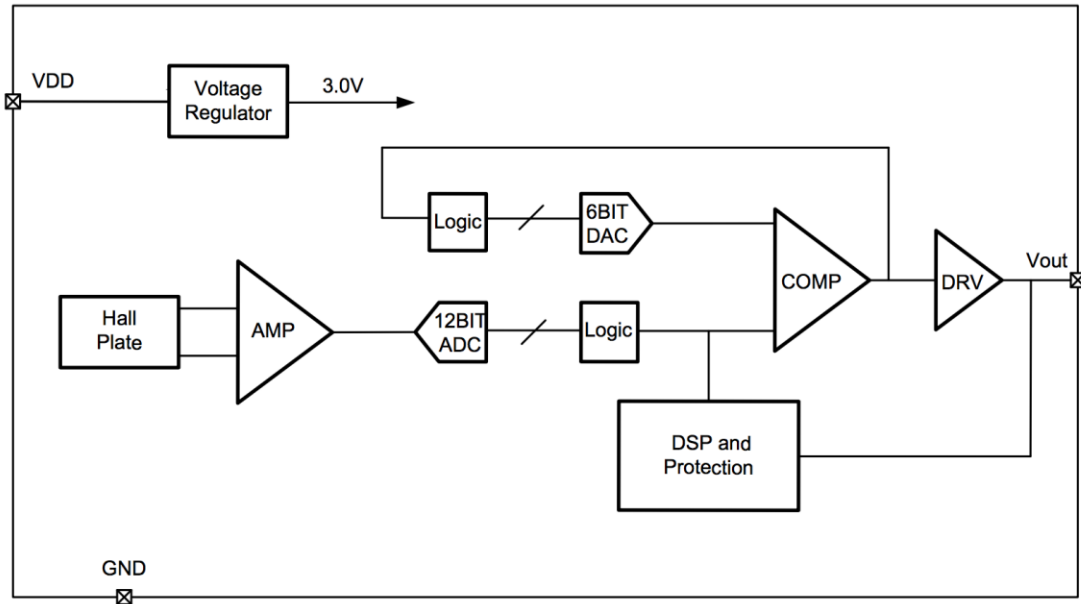 VDD
Voltage
Regulator
3.0V
Logic
6BIT
DAC
COMP
DRV
Vout
Hall
Plate
AMP
12BIT
ADC
Logic
DSP and
Protection
GND